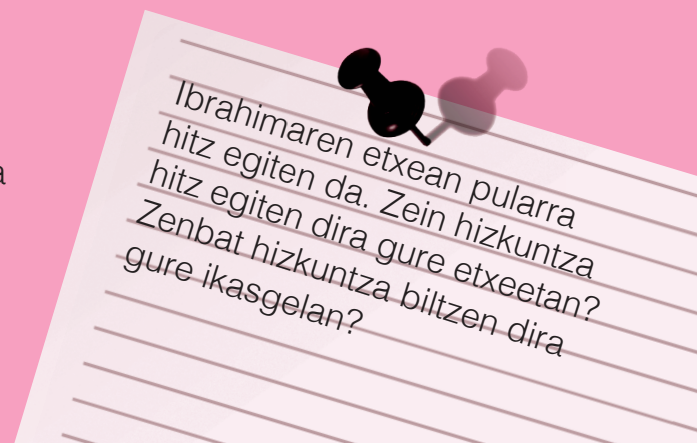 Ibrahimaren etxean pularra
hitz egiten da. Zein hizkuntza
hitz egiten dira gure etxeetan?
Zenbat hizkuntza biltzen dira
gure ikasgelan?
a